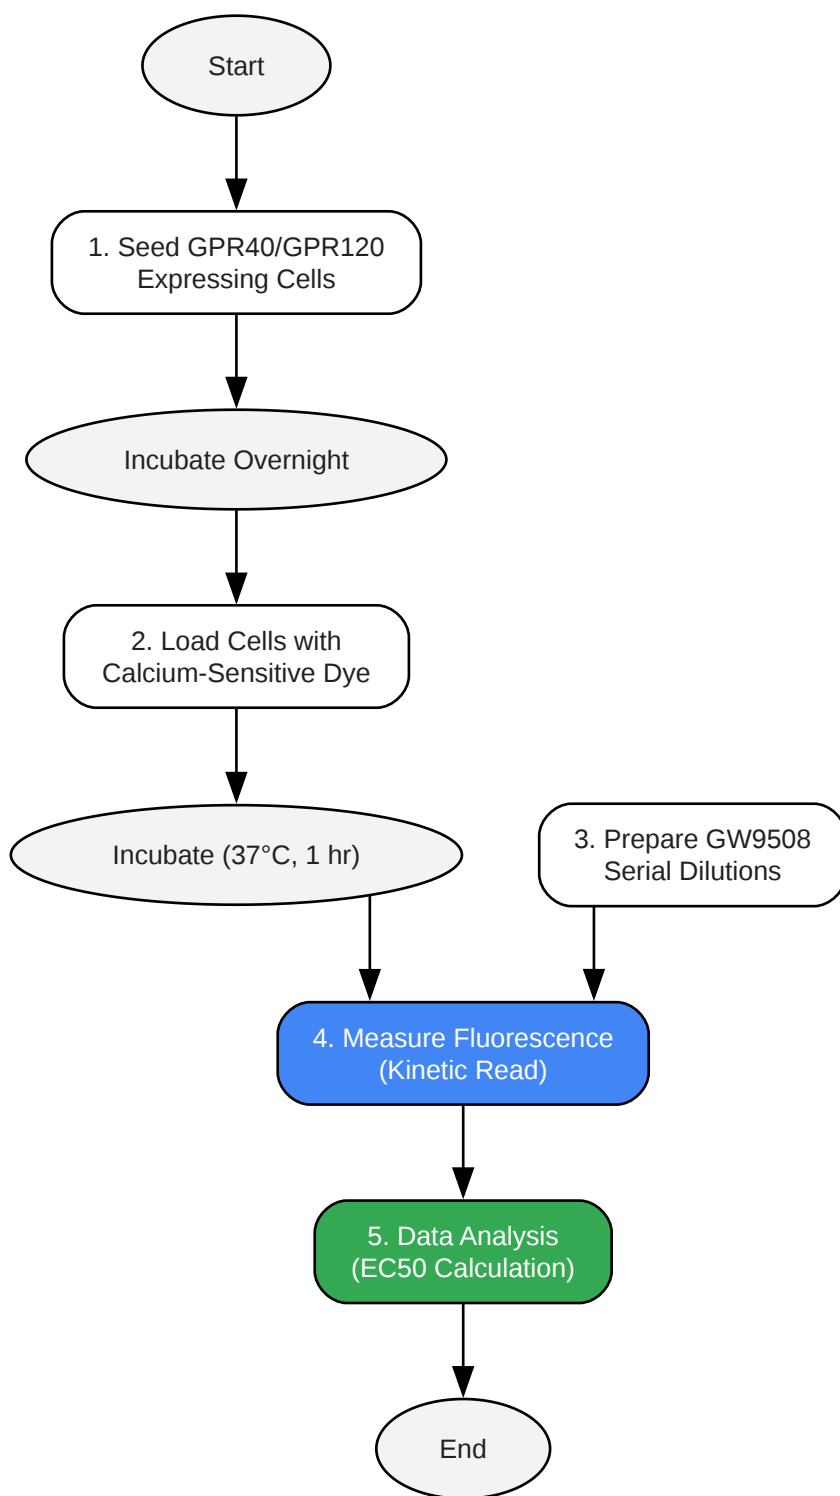 Start
1. Seed GPR40/GPR120
Expressing Cells
Incubate Overnight
2. Load Cells with
Calcium-Sensitive Dye
Incubate (37°C, 1 hr)
3. Prepare GW9508
Serial Dilutions
4. Measure Fluorescence
(Kinetic Read)
5. Data Analysis
(EC50 Calculation)
End